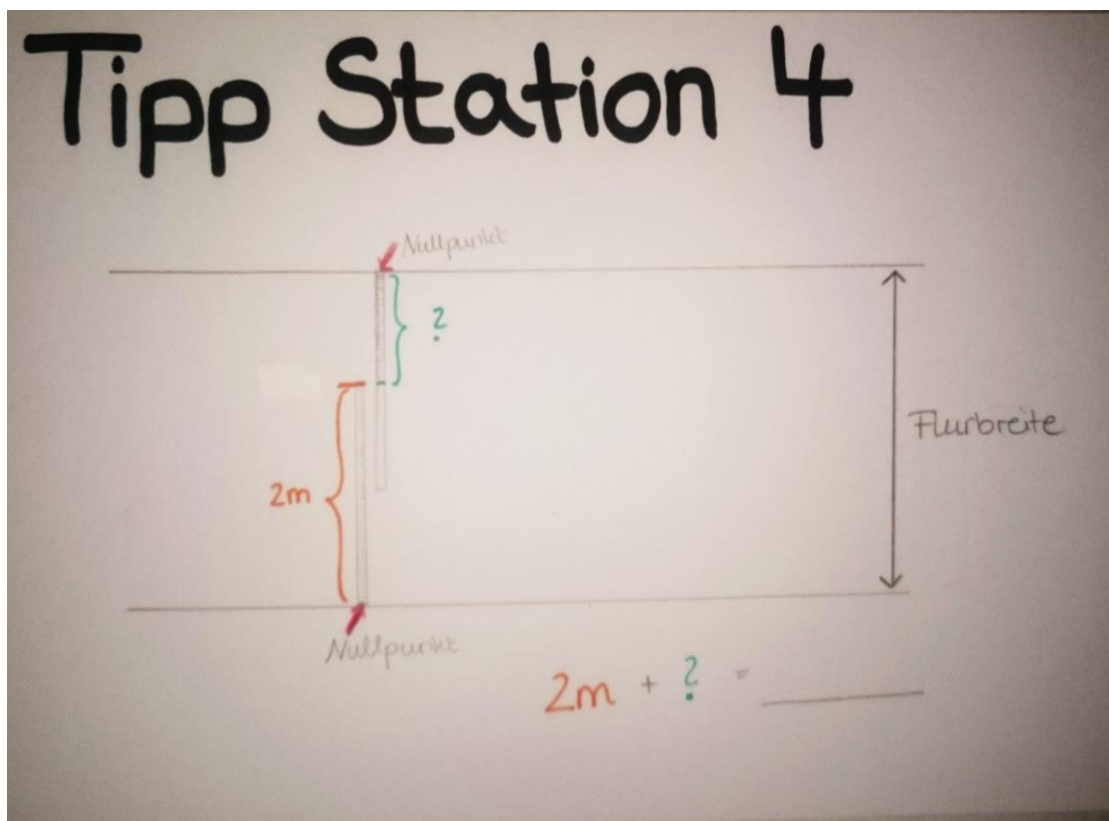 Tipp Station 4
Nullpunkt
?
Flurbreite
2m
Nullpunkt
2m + ? =